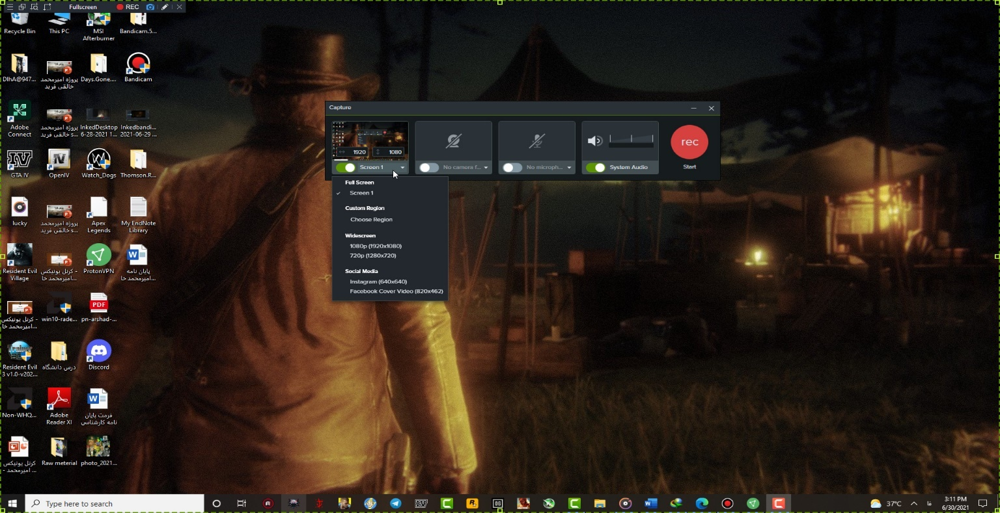 Fullscreen
REC
Recycle Bin
This PC
MSI
Afterburner
Bandicam.5...
DlhA@947...
پروژه امیرمحمد
خالقی فرید
Days.Gone....
Bandicam
Adobe
Connect
پروژه امیرمحمد
خالقی فرید s...
InkedDesktop
6-28-2021 1...
Inkedbandi...
2021-06-29 ...
GTA IV
OpenIV
Watch_Dogs
Thomson.R...
lucky
پروژه امیرمحمد
خالقی فرید s...
Apex
Legends
My EndNote
Library
Resident Evil
Village
کرنل یونیکس -
امیرمحمد خا...
ProtonVPN
پایان نامه
امیرمحمد خا...
کرنل یونیکس -
امیرمحمد خا...
win10-rade...
PDF
pn-arshad-...
Resident Evil
3 v1.0-v202...
درس دانشگاه
Discord
Non-WHQ...
Adobe
Reader XI
فرمت پایان
نامه کارشناسی
کرنل یونیکس
- امیرمحمد ...
Raw meterial
photo_2021...
Capture
1920
1080
Screen 1
No camera f...
No microph...
System Audio
rec
Start
Full Screen
Screen 1
Custom Region
Choose Region
Widescreen
1080p (1920x1080)
720p (1280x720)
Social Media
Instagram (640x640)
Facebook Cover Video (820x462)
Type here to search
37°C
فا
3:11 PM
6/30/2021